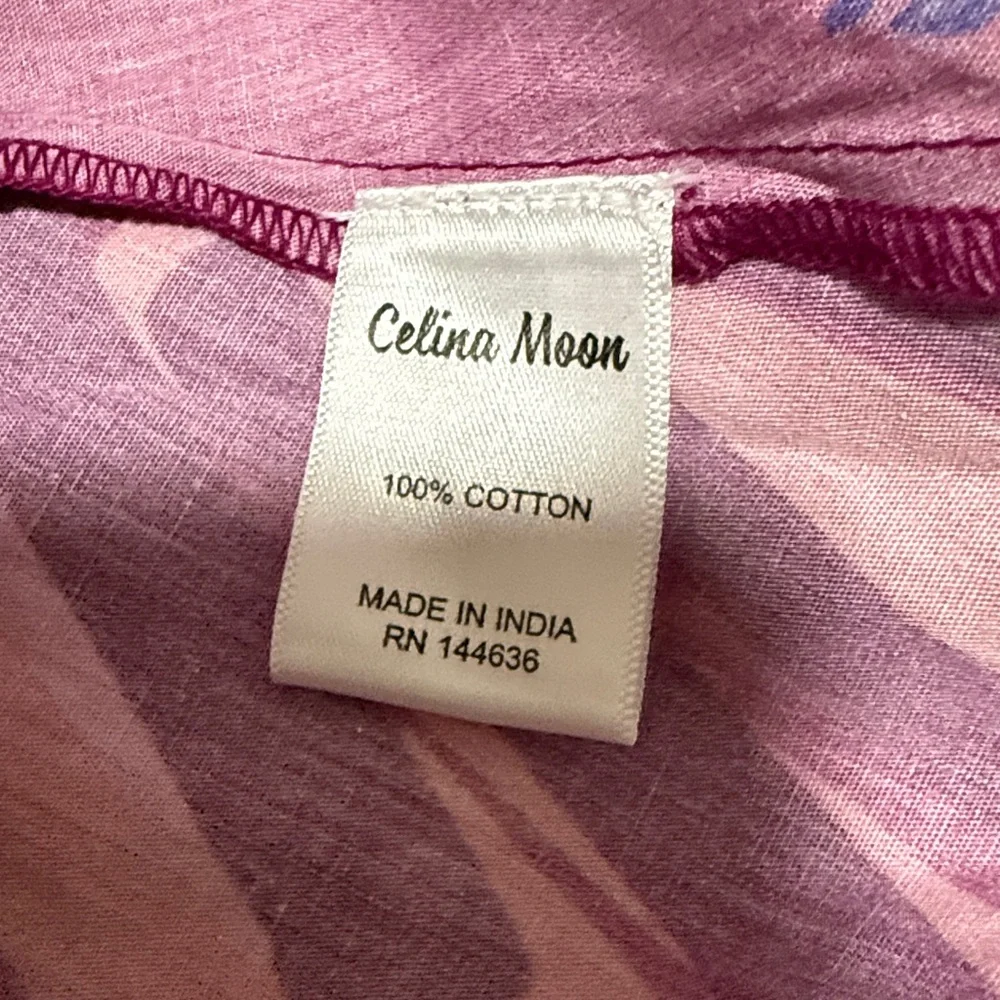 Celina Moon
100% COTTON
MADE IN INDIA
RN 144636